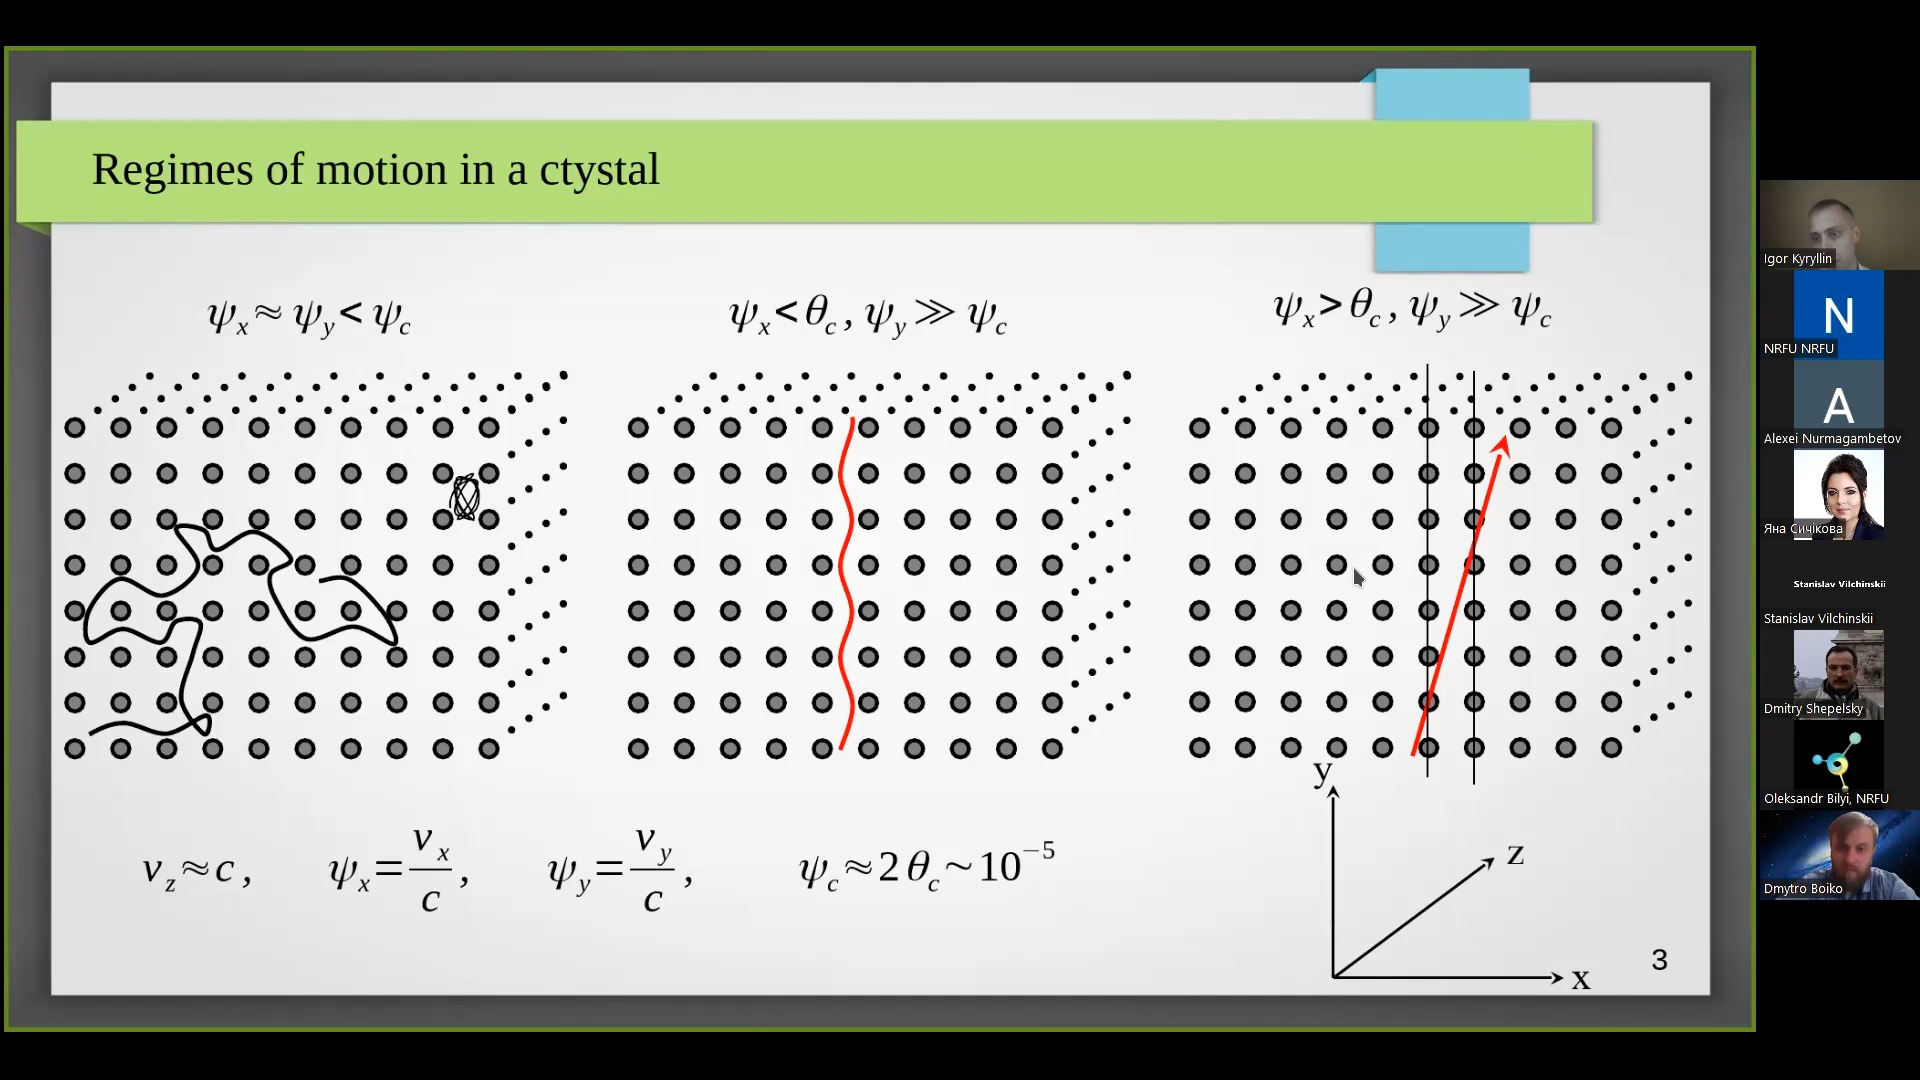 Regimes of motion in a ctystal
ψx ≈ ψy < ψc
ψx < θc, ψy ≫ ψc
ψx > θc, ψy ≫ ψc
vz ≈ c, ψx = vx/c, ψy = vy/c, ψc ≈ 2θc ~ 10⁻⁵
y
z
x
3
Igor Kyryllin
N
NRFU NRFU
A
Alexei Nurmagambetov
Яна Сичікова
Stanislav Vilchinskii
Stanislav Vilchinskii
Dmitry Shepelsky
Oleksandr Bilyi, NRFU
Dmytro Boiko